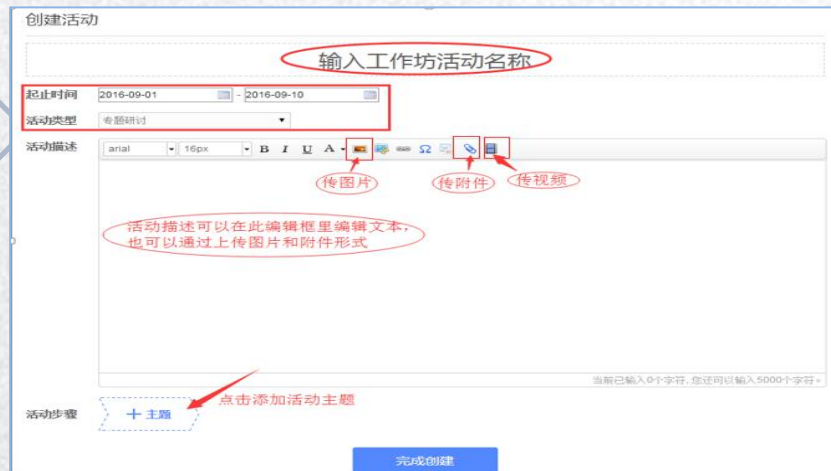 创建活动
输入工作坊活动名称
起止时间 2016-09-01 - 2016-09-10
活动类型 专题研讨
活动描述 arial 16px B I U A Ω
传图片 传附件 传视频
活动描述可以在此编辑框里编辑文本,
也可以通过上传图片和附件形式
当前已输入0个字符, 您还可以输入5000个字符。
点击添加活动主题
活动步骤 + 主题
完成创建